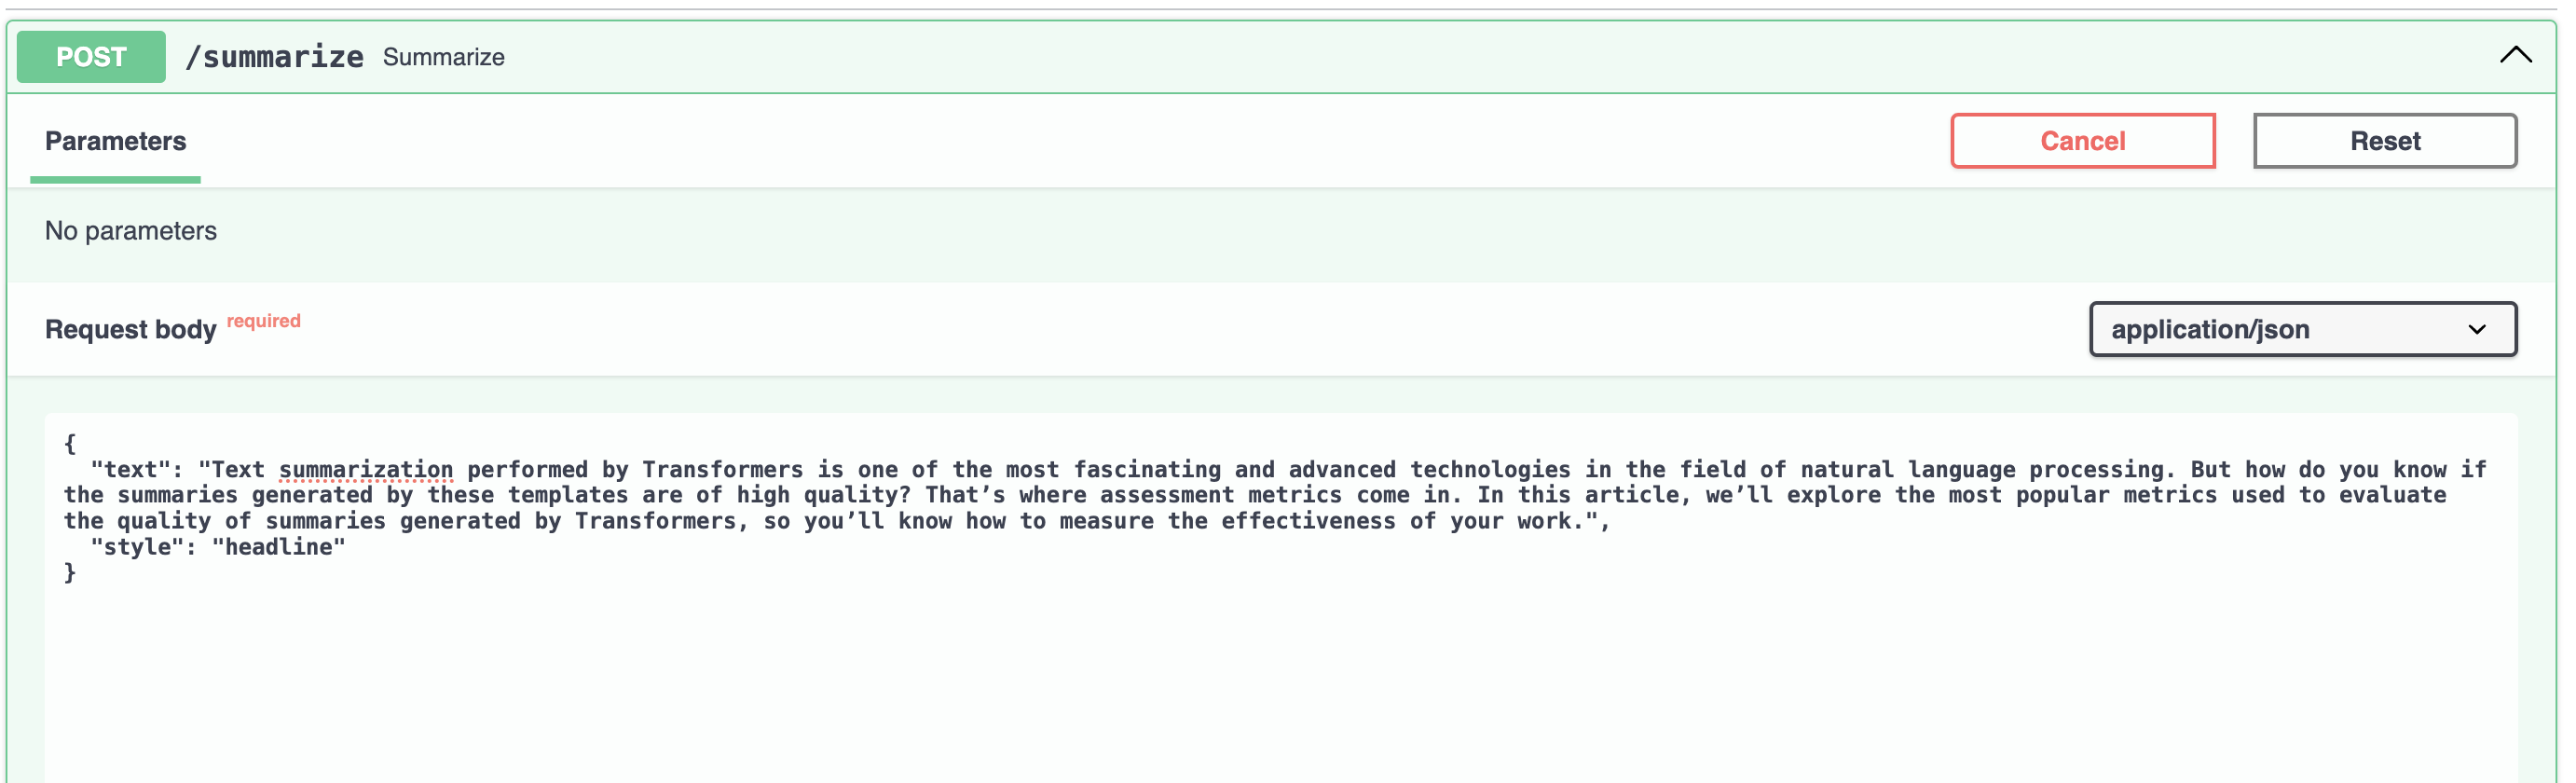 POST /summarize Summarize
Parameters
Cancel
Reset
No parameters
Request body required
application/json
{
  "text": "Text summarization performed by Transformers is one of the most fascinating and advanced technologies in the field of natural language processing. But how do you know if
the summaries generated by these templates are of high quality? That’s where assessment metrics come in. In this article, we’ll explore the most popular metrics used to evaluate
the quality of summaries generated by Transformers, so you’ll know how to measure the effectiveness of your work.",
  "style": "headline"
}